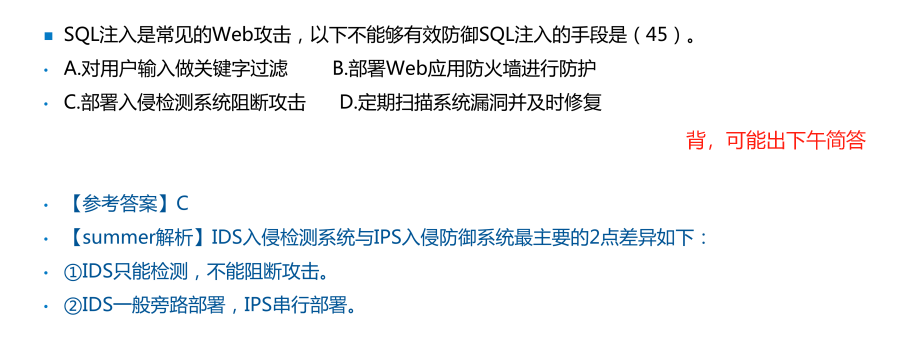 ▪ SQL注入是常见的Web攻击，以下不能够有效防御SQL注入的手段是（45）。
• A.对用户输入做关键字过滤 B.部署Web应用防火墙进行防护
• C.部署入侵检测系统阻断攻击 D.定期扫描系统漏洞并及时修复
背，可能出下午简答
• 【参考答案】C
• 【summer解析】IDS入侵检测系统与IPS入侵防御系统最主要的2点差异如下：
• ①IDS只能检测，不能阻断攻击。
• ②IDS一般旁路部署，IPS串行部署。